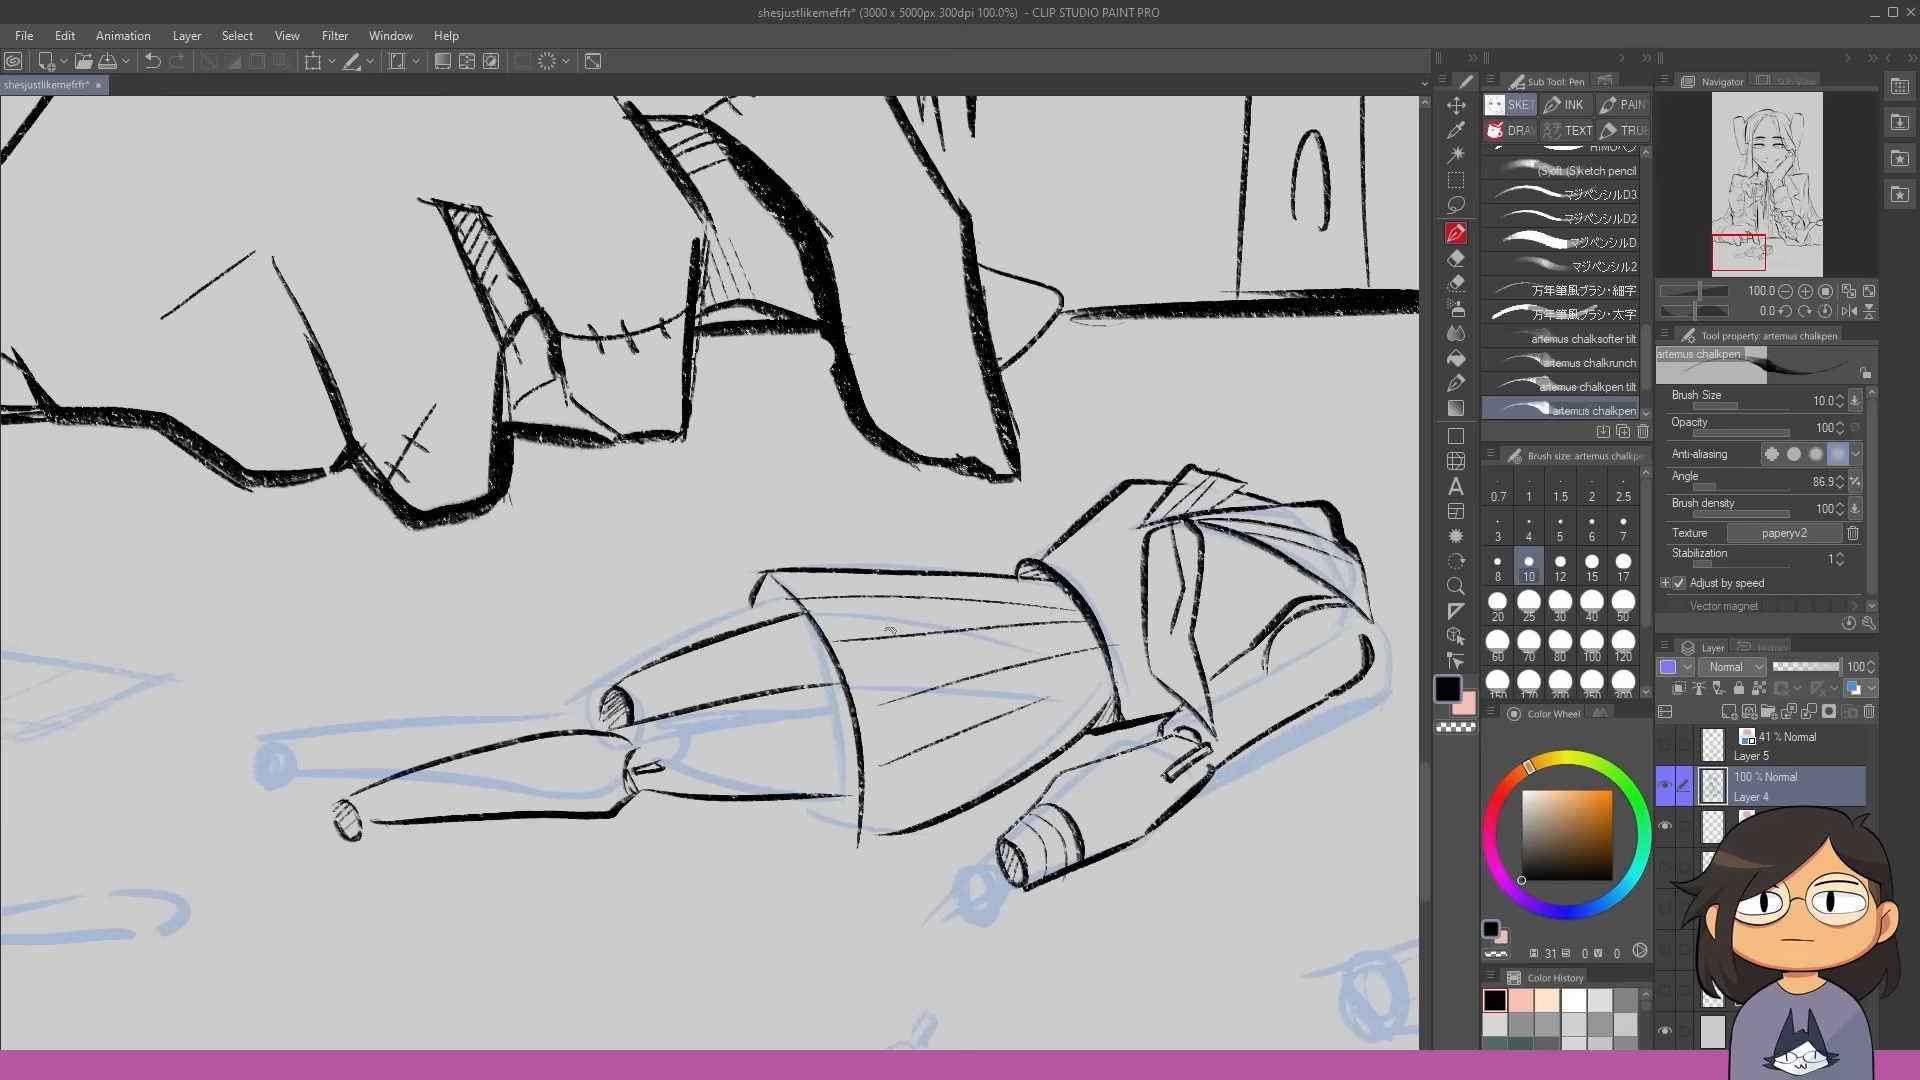 shesjustlikemefrfr* (3000 x 5000px 300dpi 100.0%) - CLIP STUDIO PAINT PRO
File Edit Animation Layer Select View Filter Window Help
shesjustlikemefrfr*
Sub Tool: Pen
Navigator
Sub View
SKET
INK
PAIN
DRA
TEXT
TRUE
(S)oft (S)ketch pencil
マジペンシルD3
マジペンシルD2
マジペンシルD
マジペンシル2
万年筆風ブラシ・細字
万年筆風ブラシ・太字
artemus chalksofter tilt
artemus chalkrunch
artemus chalkpen tilt
artemus chalkpen
100.0
0.0
Tool property: artemus chalkpen
artemus chalkpen
Brush Size 10.0
Opacity 100
Anti-aliasing
Angle 86.9
Brush density 100
Texture paperyv2
Stabilization 1
Adjust by speed
Vector magnet
Brush size: artemus chalkpe
0.7 1 1.5 2 2.5
3 4 5 6 7
8 10 12 15 17
20 25 30 40 50
60 70 80 100 120
150 170 200 250 300
Layer
History
Normal 100
41 % Normal
Layer 5
100 % Normal
Layer 4
Color Wheel
31 0 0
Color History